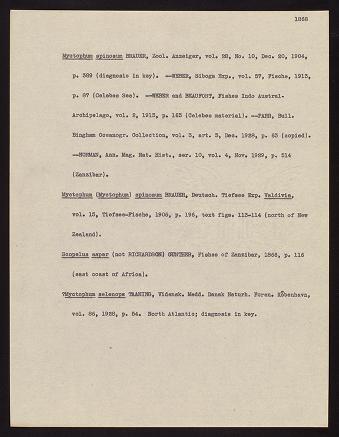 1868
Myctophum spinosum BRAUER, Zool. Anzeiger, vol. 28, No. 10, Dec. 20, 1904,
p. 389 (diagnosis in key). --WEBER, Siboga Exp., vol. 57, Fische, 1913,
p. 87 (Celebes Sea). --WEBER and BEAUFORT, Fishes Indo Austral.
Archipelago, vol. 2, 1913, p. 163 (Celebes material). --PARR, Bull.
Bingham Oceanogr. Collection, vol. 3, art. 3, Dec. 1928, p. 63 (copied).
--NORMAN, Ann. Mag. Nat. Hist., ser. 10, vol. 4, Nov. 1929, p. 514
(Zanzibar).
Myctophum (Myctophum) spinosum BRAUER, Deutsch. Tiefsee Exp. Valdivia,
vol. 15, Tiefsee-Fische, 1906, p. 196, text figs. 113-114 (north of New
Zealand).
Scopelus asper (not RICHARDSON) GUNTHER, Fishes of Zanzibar, 1866, p. 116
(east coast of Africa).
?Myctophum selenops TAANING, Vidensk. Medd. Dansk Naturh. Foren. København,
vol. 86, 1928, p. 54. North Atlantic; diagnosis in key.